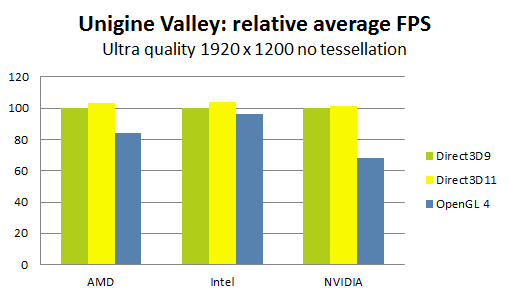 Unigine Valley: relative average FPS
Ultra quality 1920 x 1200 no tessellation
120
100
80
60
40
20
0
AMD
Intel
NVIDIA
Direct3D9
Direct3D11
OpenGL 4